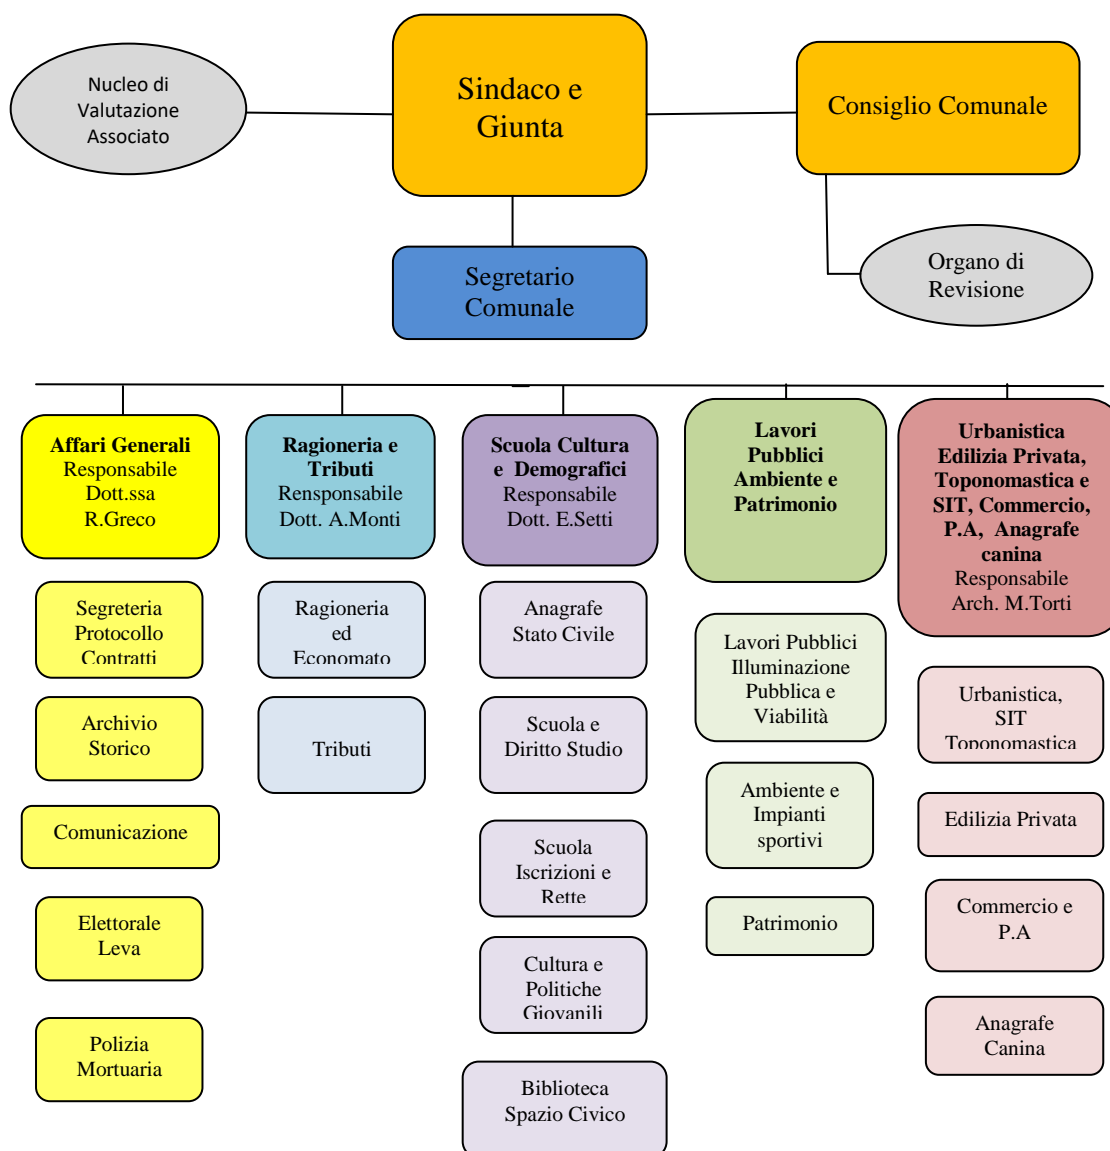 Nucleo di
Valutazione
Associato
Sindaco e
Giunta
Consiglio Comunale
Segretario
Comunale
Organo di
Revisione
Affari Generali
Responsabile
Dott.ssa
R.Greco
Ragioneria e
Tributi
Rensponsabile
Dott. A.Monti
Scuola Cultura
e Demografici
Responsabile
Dott. E.Setti
Lavori
Pubblici
Ambiente e
Patrimonio
Urbanistica
Edilizia Privata,
Toponomastica e
SIT, Commercio,
P.A, Anagrafe
canina
Responsabile
Arch. M.Torti
Segreteria
Protocollo
Contratti
Archivio
Storico
Comunicazione
Elettorale
Leva
Polizia
Mortuaria
Ragioneria
ed
Economato
Tributi
Anagrafe
Stato Civile
Scuola e
Diritto Studio
Scuola
Iscrizioni e
Rette
Cultura e
Politiche
Giovanili
Biblioteca
Spazio Civico
Lavori Pubblici
Illuminazione
Pubblica e
Viabilità
Ambiente e
Impianti
sportivi
Patrimonio
Urbanistica,
SIT
Toponomastica
Edilizia Privata
Commercio e
P.A
Anagrafe
Canina